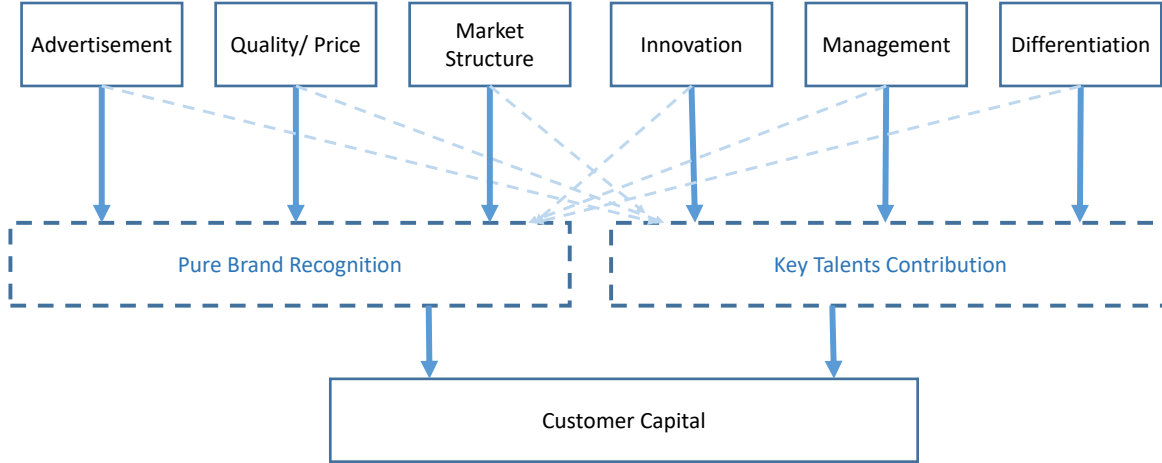 Advertisement
Quality/ Price
Market
Structure
Innovation
Management
Differentiation
Pure Brand Recognition
Key Talents Contribution
Customer Capital